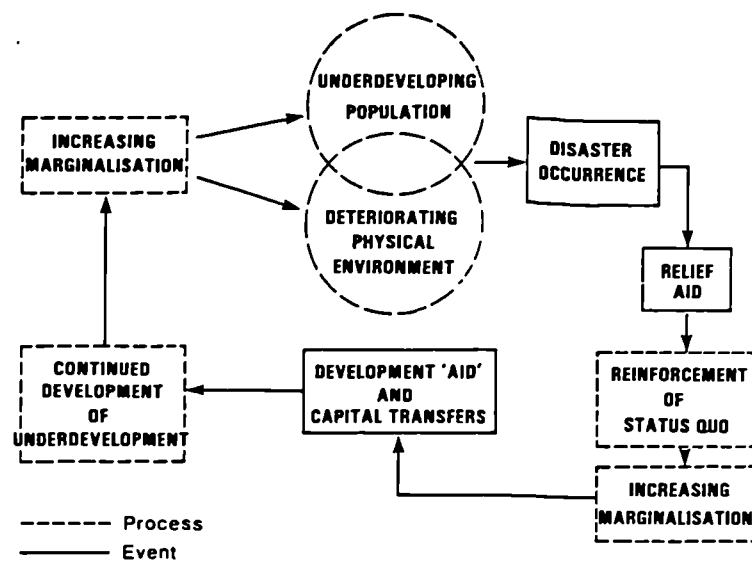 UNDERDEVELOPING
POPULATION
INCREASING
MARGINALISATION
DISASTER
OCCURRENCE
DETERIORATING
PHYSICAL
ENVIRONMENT
RELIEF
AID
CONTINUED
DEVELOPMENT
OF
UNDERDEVELOPMENT
DEVELOPMENT 'AID'
AND
CAPITAL TRANSFERS
REINFORCEMENT
OF
STATUS QUO
INCREASING
MARGINALISATION
Process
Event